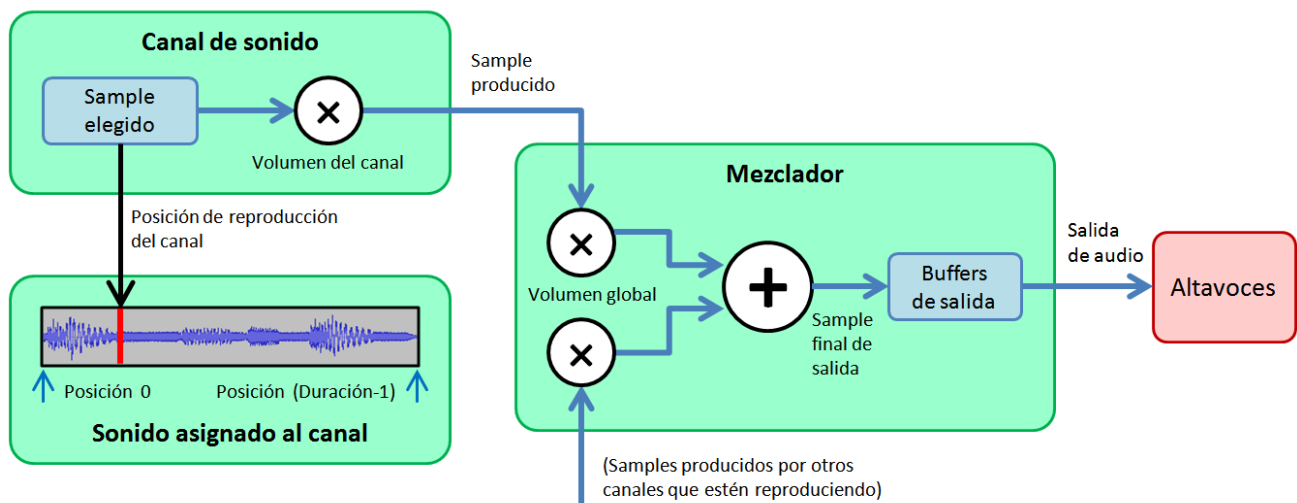 Canal de sonido
Sample
elegido
×
Volumen del canal
Sample
producido
Posición de reproducción
del canal
Posición 0
Posición (Duración-1)
Sonido asignado al canal
Mezclador
×
Volumen global
×
+
Sample
final de
salida
Buffers
de salida
Salida
de audio
Altavoces
(Samples producidos por otros
canales que estén reproduciendo)